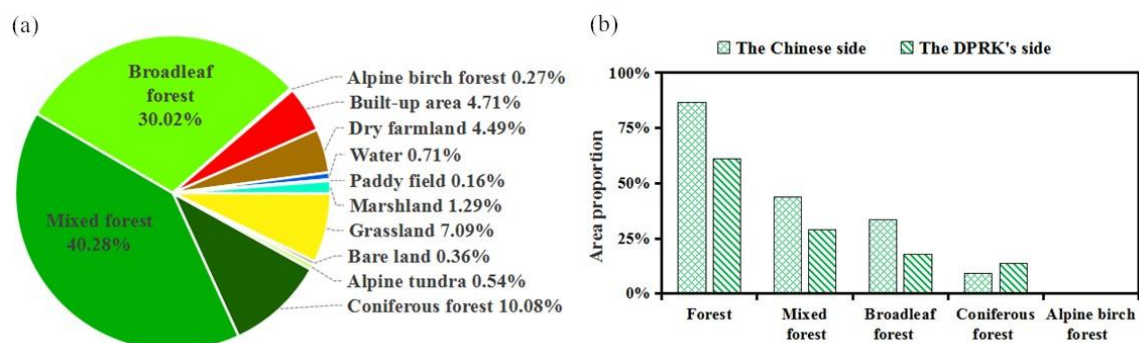 (a)
Broadleaf
forest
30.02%
Mixed forest
40.28%
Alpine birch forest 0.27%
Built-up area 4.71%
Dry farmland 4.49%
Water 0.71%
Paddy field 0.16%
Marshland 1.29%
Grassland 7.09%
Bare land 0.36%
Alpine tundra 0.54%
Coniferous forest 10.08%
(b)
The Chinese side The DPRK's side
Area proportion
100%
75%
50%
25%
0%
Forest Mixed Broadleaf Coniferous Alpine birch
forest forest forest forest